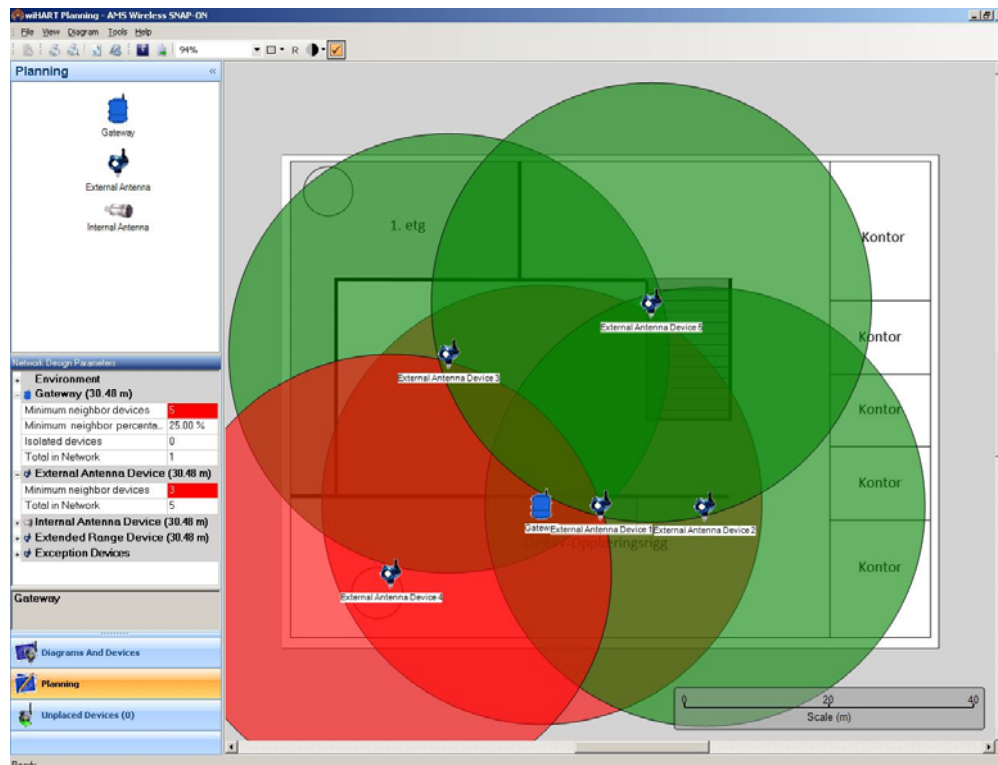 wiHART Planning - AMS Wireless SNAP-ON
File View Diagram Tools Help
94%
R
Planning
Gateway
External Antenna
Internal Antenna
Network Design Parameters
Environment
Gateway (30.48 m)
Minimum neighbor devices 5
Minimum neighbor percenta... 25.00 %
Isolated devices 0
Total in Network 1
External Antenna Device (30.48 m)
Minimum neighbor devices 3
Total in Network 5
Internal Antenna Device (30.48 m)
Extended Range Device (30.48 m)
Exception Devices
Gateway
Diagrams And Devices
Planning
Unplaced Devices (0)
1. etg
Kontor
External Antenna Device 5
Kontor
External Antenna Device 3
Kontor
Kontor
External Antenna Device 1
External Antenna Device 2
Kontor
External Antenna Device 4
0 20 40
Scale (m)